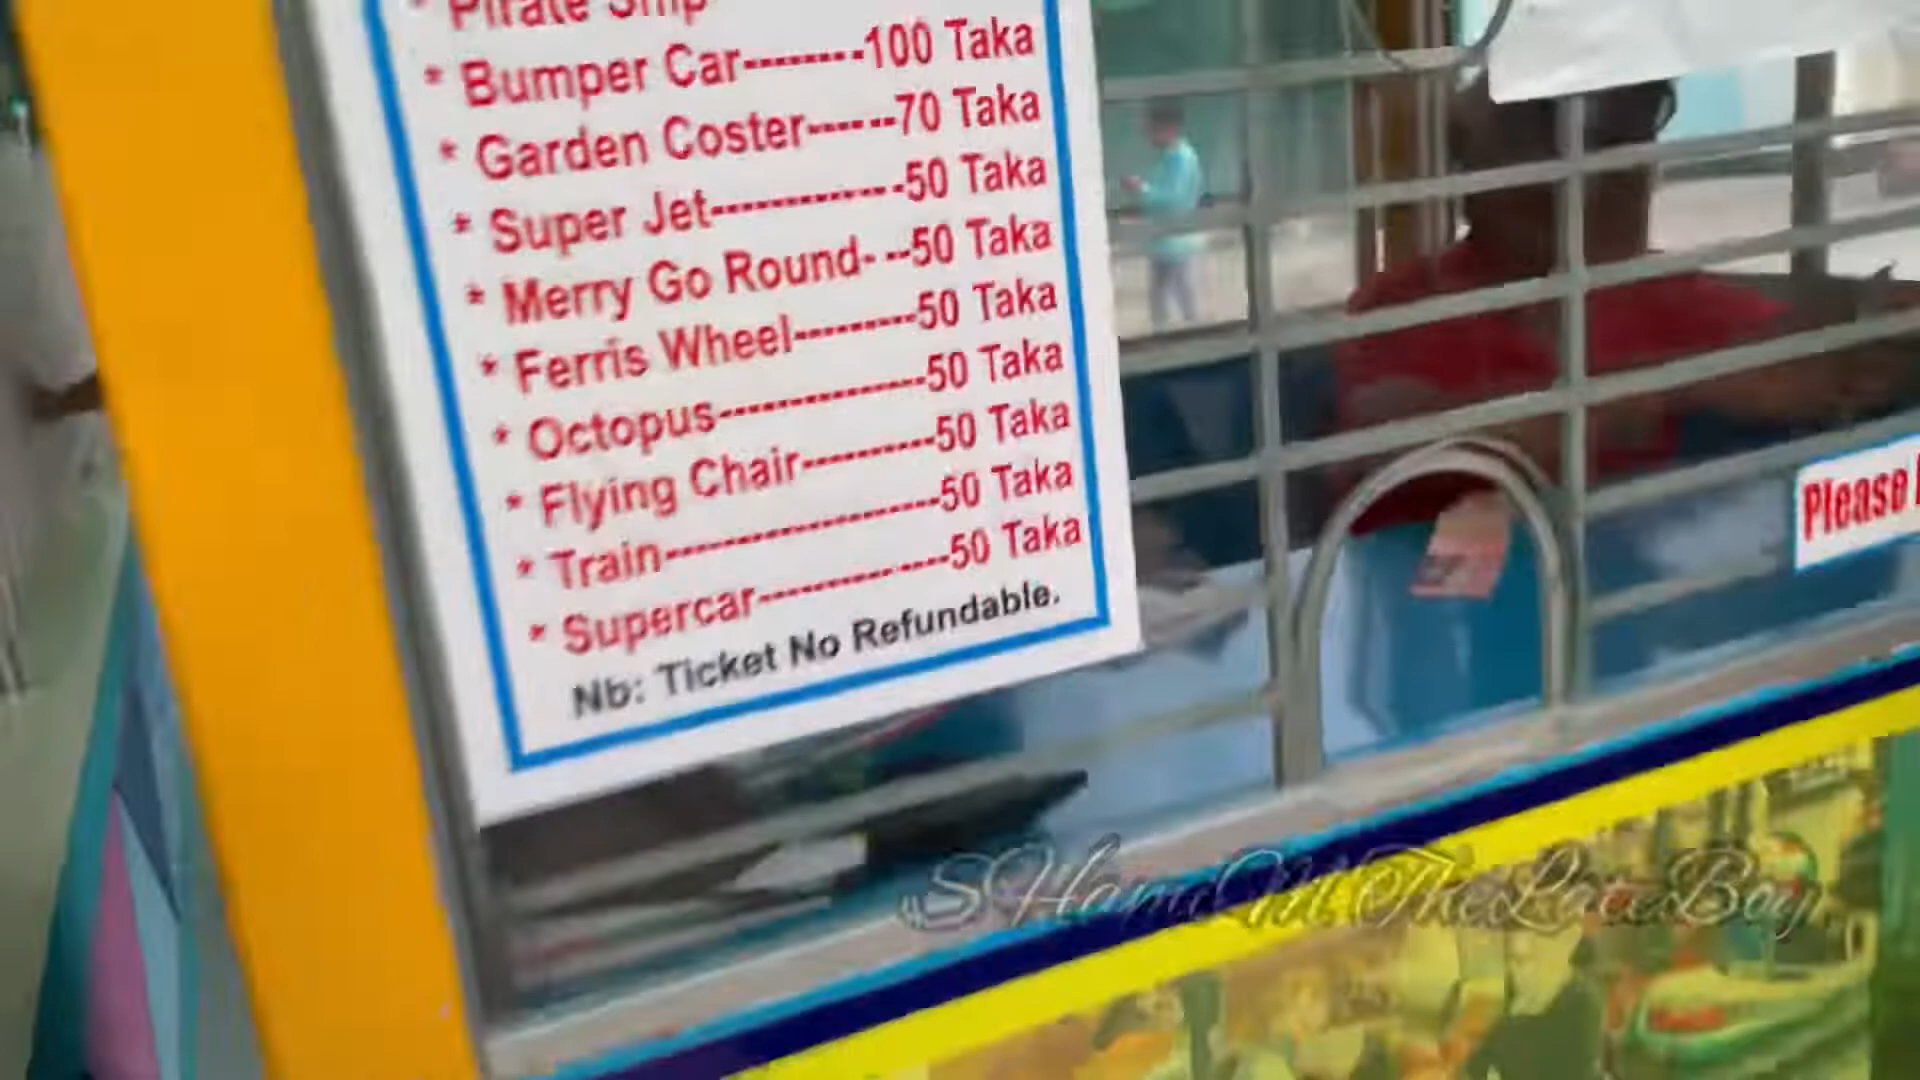 * Pirate Ship
* Bumper Car--------100 Taka
* Garden Coster------70 Taka
* Super Jet-------------50 Taka
* Merry Go Round- --50 Taka
* Ferris Wheel---------50 Taka
* Octopus---------------50 Taka
* Flying Chair----------50 Taka
* Train--------------------50 Taka
* Supercar--------------50 Taka
Nb: Ticket No Refundable.
Please